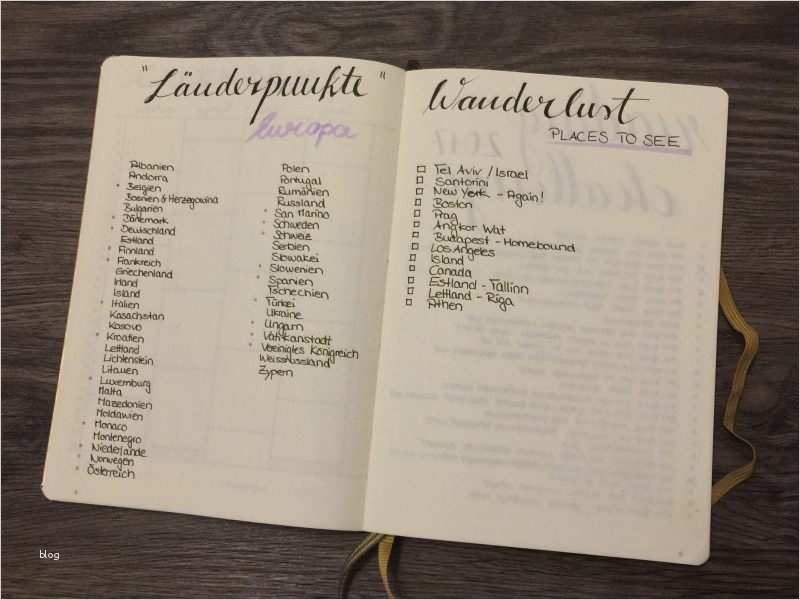 "Länderpunkte"
Europa
Albanien
Andorra
Belgien
Bosnien & Herzegowina
Bulgarien
Dänemark
Deutschland
Estland
Finnland
Frankreich
Griechenland
Irland
Island
Italien
Kasachstan
Kosovo
Kroatien
Lettland
Lichtenstein
Litauen
Luxemburg
Malta
Mazedonien
Moldawien
Monaco
Montenegro
Niederlande
Norwegen
Österreich
Polen
Portugal
Rumänien
Russland
San Marino
Schweden
Schweiz
Serbien
Slowakei
Slowenien
Spanien
Tschechien
Türkei
Ukraine
Ungarn
Vatikanstadt
Vereinigtes Königreich
Weissrussland
Zypern
Wanderlust
PLACES TO SEE
Tel Aviv / Israel
Santorini
New York - Again!
Boston
Prag
Angkor Wat
Budapest - Homebound
Los Angeles
Island
Canada
Estland - Tallinn
Lettland - Riga
Athen
blog